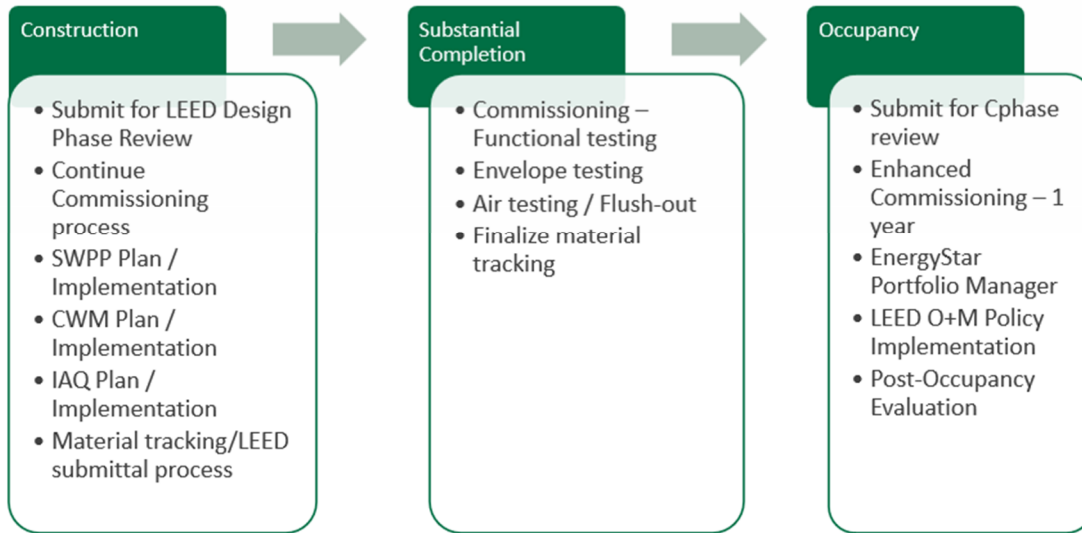 Construction
• Submit for LEED Design
Phase Review
• Continue
Commissioning
process
• SWPP Plan /
Implementation
• CWM Plan /
Implementation
• IAQ Plan /
Implementation
• Material tracking/LEED
submittal process
Substantial
Completion
• Commissioning –
Functional testing
• Envelope testing
• Air testing / Flush-out
• Finalize material
tracking
Occupancy
• Submit for Cphase
review
• Enhanced
Commissioning – 1
year
• EnergyStar
Portfolio Manager
• LEED O+M Policy
Implementation
• Post-Occupancy
Evaluation